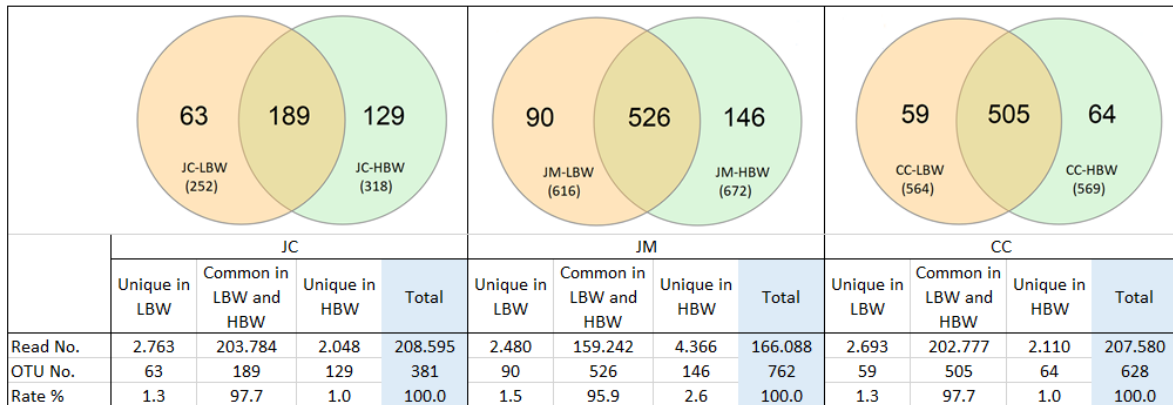 63 189 129 90 526 146 59 505 64
JC-LBW JC-HBW JM-LBW JM-HBW CC-LBW CC-HBW
(252) (318) (616) (672) (564) (569)
JC JM CC
Unique in LBW Common in LBW and HBW Unique in HBW Total Unique in LBW Common in LBW and HBW Unique in HBW Total Unique in LBW Common in LBW and HBW Unique in HBW Total
Read No. 2.763 203.784 2.048 208.595 2.480 159.242 4.366 166.088 2.693 202.777 2.110 207.580
OTU No. 63 189 129 381 90 526 146 762 59 505 64 628
Rate % 1.3 97.7 1.0 100.0 1.5 95.9 2.6 100.0 1.3 97.7 1.0 100.0